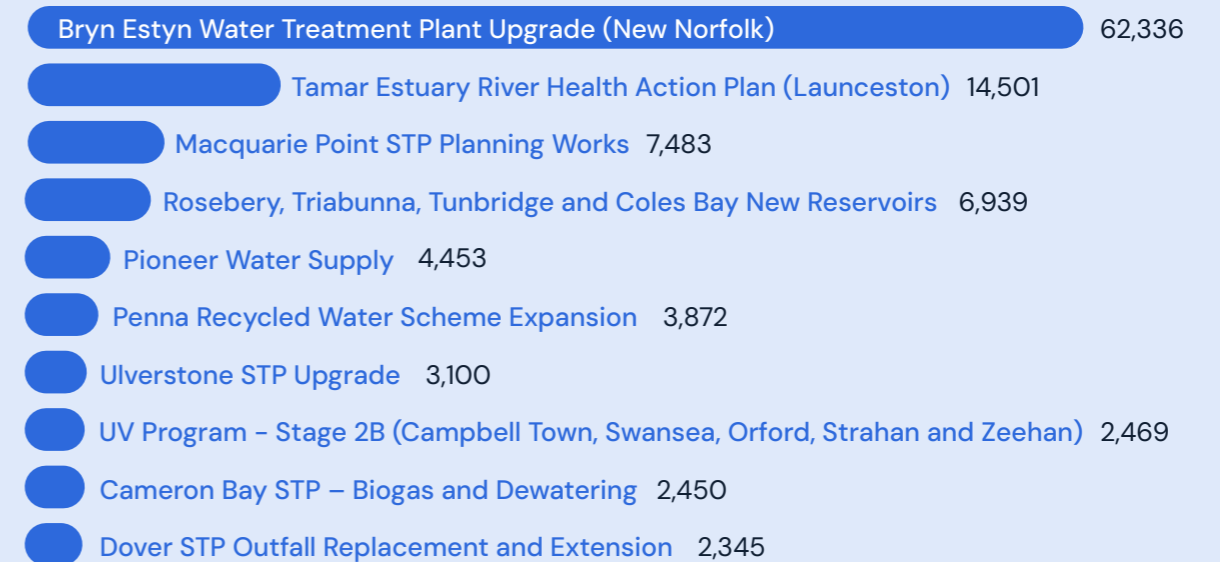 Bryn Estyn Water Treatment Plant Upgrade (New Norfolk) 62,336
Tamar Estuary River Health Action Plan (Launceston) 14,501
Macquarie Point STP Planning Works 7,483
Rosebery, Triabunna, Tunbridge and Coles Bay New Reservoirs 6,939
Pioneer Water Supply 4,453
Penna Recycled Water Scheme Expansion 3,872
Ulverstone STP Upgrade 3,100
UV Program - Stage 2B (Campbell Town, Swansea, Orford, Strahan and Zeehan) 2,469
Cameron Bay STP – Biogas and Dewatering 2,450
Dover STP Outfall Replacement and Extension 2,345